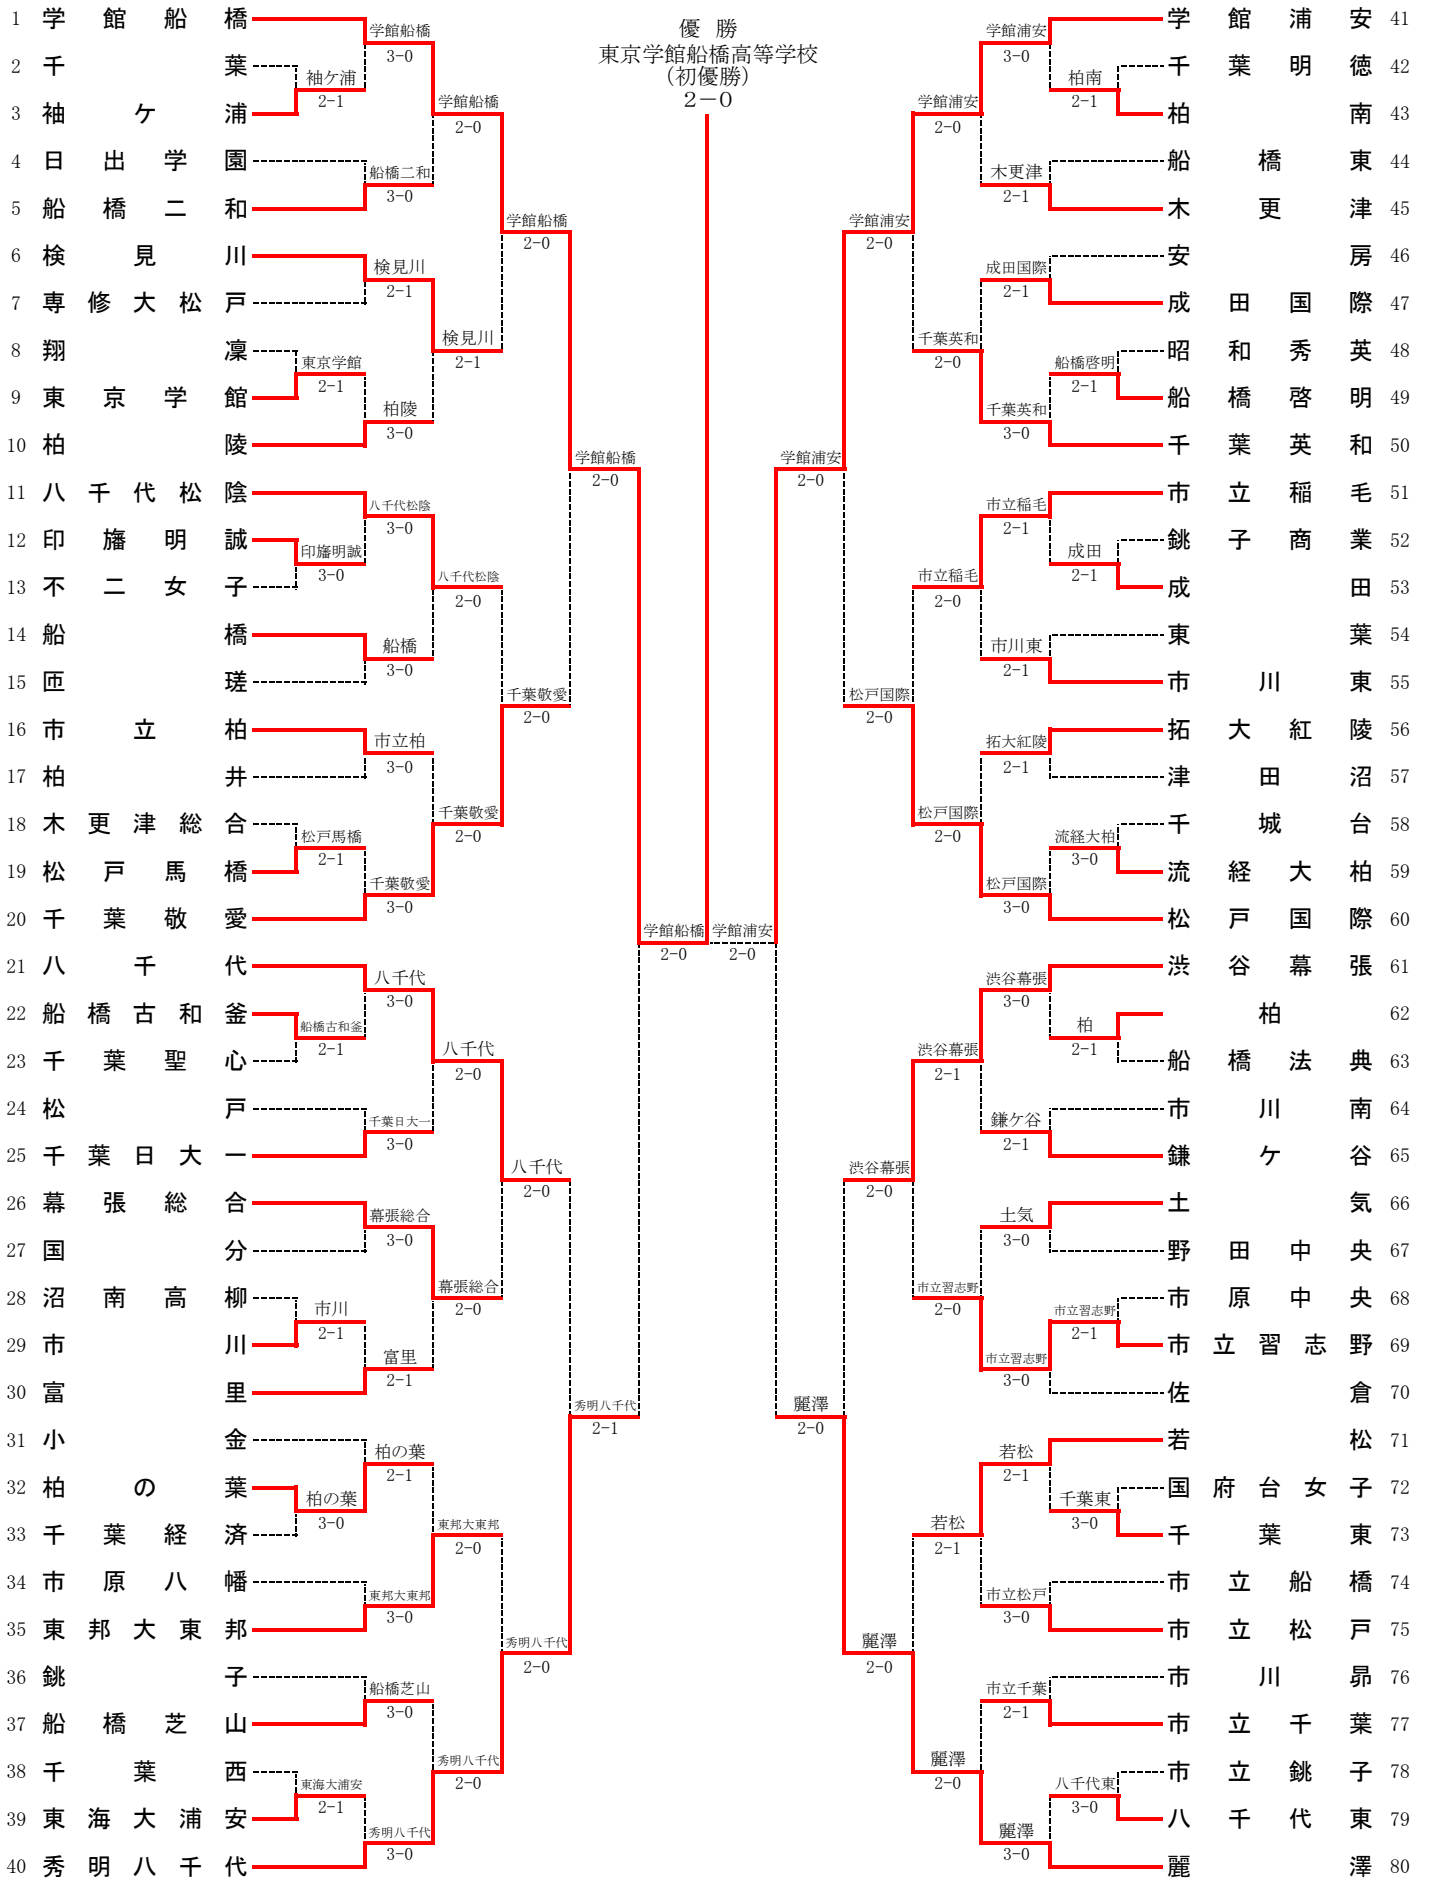 優勝
東京学館船橋高等学校
（初優勝）
2－0
1 学館船橋
2 千葉
3 袖ケ浦
4 日出学園
5 船橋二和
6 検見川
7 専修大松戸
8 翔凜
9 東京学館
10 柏陵
11 八千代松陰
12 印旛明誠
13 不二女子
14 船橋
15 匝瑳
16 市立柏
17 柏井
18 木更津総合
19 松戸馬橋
20 千葉敬愛
21 八千代
22 船橋古和釜
23 千葉聖心
24 松戸
25 千葉日大一
26 幕張総合
27 国分
28 沼南高柳
29 市川
30 富里
31 小金
32 柏の葉
33 千葉経済
34 市原八幡
35 東邦大東邦
36 銚子
37 船橋芝山
38 千葉西
39 東海大浦安
40 秀明八千代
袖ケ浦
2-1
東京学館
2-1
印旛明誠
3-0
松戸馬橋
2-1
船橋古和釜
2-1
市川
2-1
柏の葉
3-0
東海大浦安
2-1
学館船橋
3-0
船橋二和
3-0
検見川
2-1
柏陵
3-0
八千代松陰
3-0
船橋
3-0
市立柏
3-0
千葉敬愛
3-0
八千代
3-0
千葉日大一
3-0
幕張総合
3-0
富里
2-1
柏の葉
2-1
東邦大東邦
3-0
船橋芝山
3-0
秀明八千代
3-0
学館船橋
2-0
検見川
2-1
八千代松陰
2-0
千葉敬愛
2-0
八千代
2-0
幕張総合
2-0
東邦大東邦
2-0
秀明八千代
2-0
学館船橋
2-0
千葉敬愛
2-0
八千代
2-0
秀明八千代
2-0
学館船橋
2-0
秀明八千代
2-1
学館船橋
2-0
学館浦安
2-0
学館浦安
2-0
麗澤
2-0
学館浦安
2-0
松戸国際
2-0
渋谷幕張
2-0
麗澤
2-0
学館浦安
2-0
千葉英和
2-0
市立稲毛
2-0
松戸国際
2-0
渋谷幕張
2-1
市立習志野
2-0
若松
2-1
麗澤
2-0
学館浦安
3-0
木更津
2-1
成田国際
2-1
千葉英和
3-0
市立稲毛
2-1
市川東
2-1
拓大紅陵
2-1
松戸国際
3-0
渋谷幕張
3-0
鎌ケ谷
2-1
土気
3-0
市立習志野
3-0
若松
2-1
市立松戸
3-0
市立千葉
2-1
麗澤
3-0
柏南
2-1
船橋啓明
2-1
成田
2-1
流経大柏
3-0
柏
2-1
市立習志野
2-1
千葉東
3-0
八千代東
3-0
学館浦安 41
千葉明徳 42
柏南 43
船橋東 44
木更津 45
安房 46
成田国際 47
昭和秀英 48
船橋啓明 49
千葉英和 50
市立稲毛 51
銚子商業 52
成田 53
東葉 54
市川東 55
拓大紅陵 56
津田沼 57
千城台 58
流経大柏 59
松戸国際 60
渋谷幕張 61
柏 62
船橋法典 63
市川南 64
鎌ケ谷 65
土気 66
野田中央 67
市原中央 68
市立習志野 69
佐倉 70
若松 71
国府台女子 72
千葉東 73
市立船橋 74
市立松戸 75
市川昴 76
市立千葉 77
市立銚子 78
八千代東 79
麗澤 80